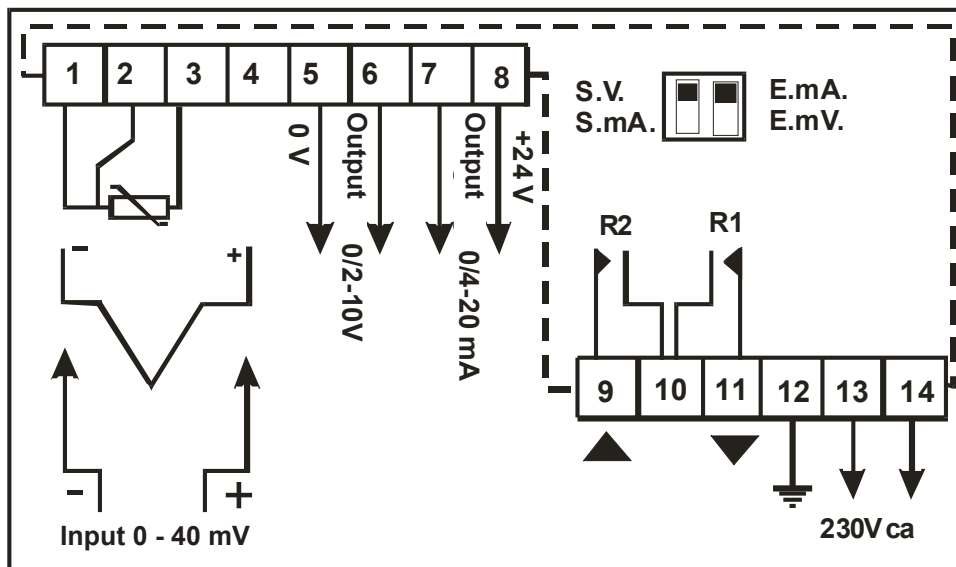 1 2 3 4 5 6 7 8
S.V.
S.mA.
E.mA.
E.mV.
0 V
Output
0/2-10V
Output
0/4-20 mA
+24V
R2 R1
- +
9 10 11 12 13 14
- +
Input 0 - 40 mV
230V ca